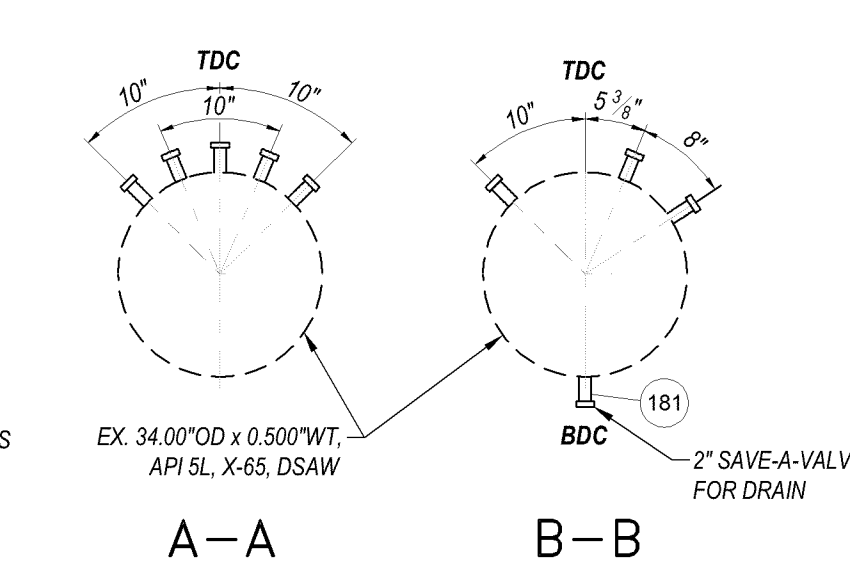 TDC
10"
10"
10"
TDC
10"
5 3/8"
8"
181
BDC
S
EX. 34.00"OD x 0.500"WT,
API 5L, X-65, DSAW
2" SAVE-A-VALV
FOR DRAIN
A-A
B-B